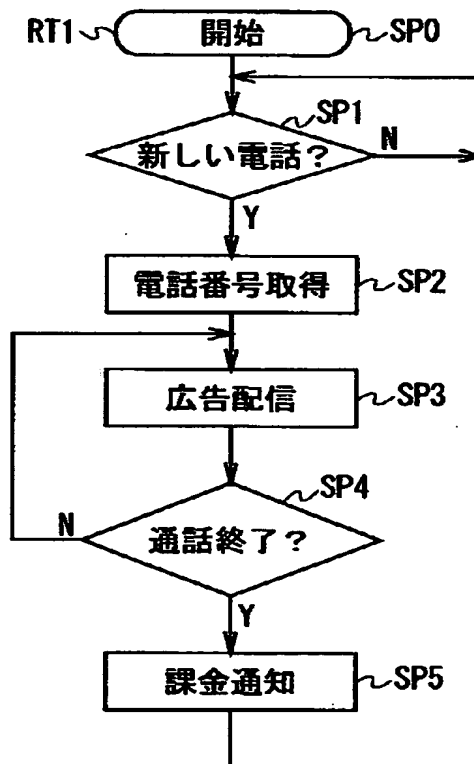 RT1 開始 SP0
SP1
新しい電話? N
Y
電話番号取得 SP2
広告配信 SP3
SP4
N 通話終了?
Y
課金通知 SP5